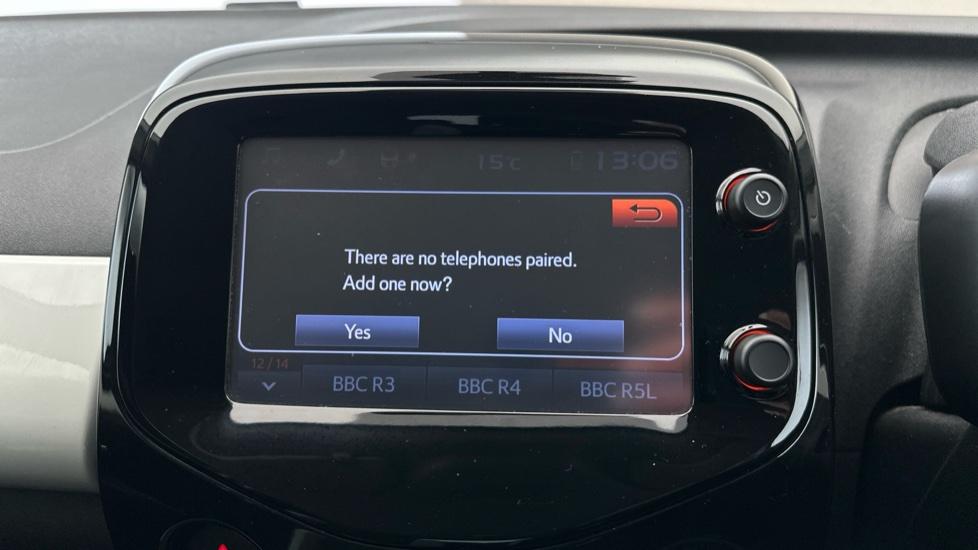 15°C 13:06
There are no telephones paired.
Add one now?
Yes No
12/14
BBC R3 BBC R4 BBC R5L